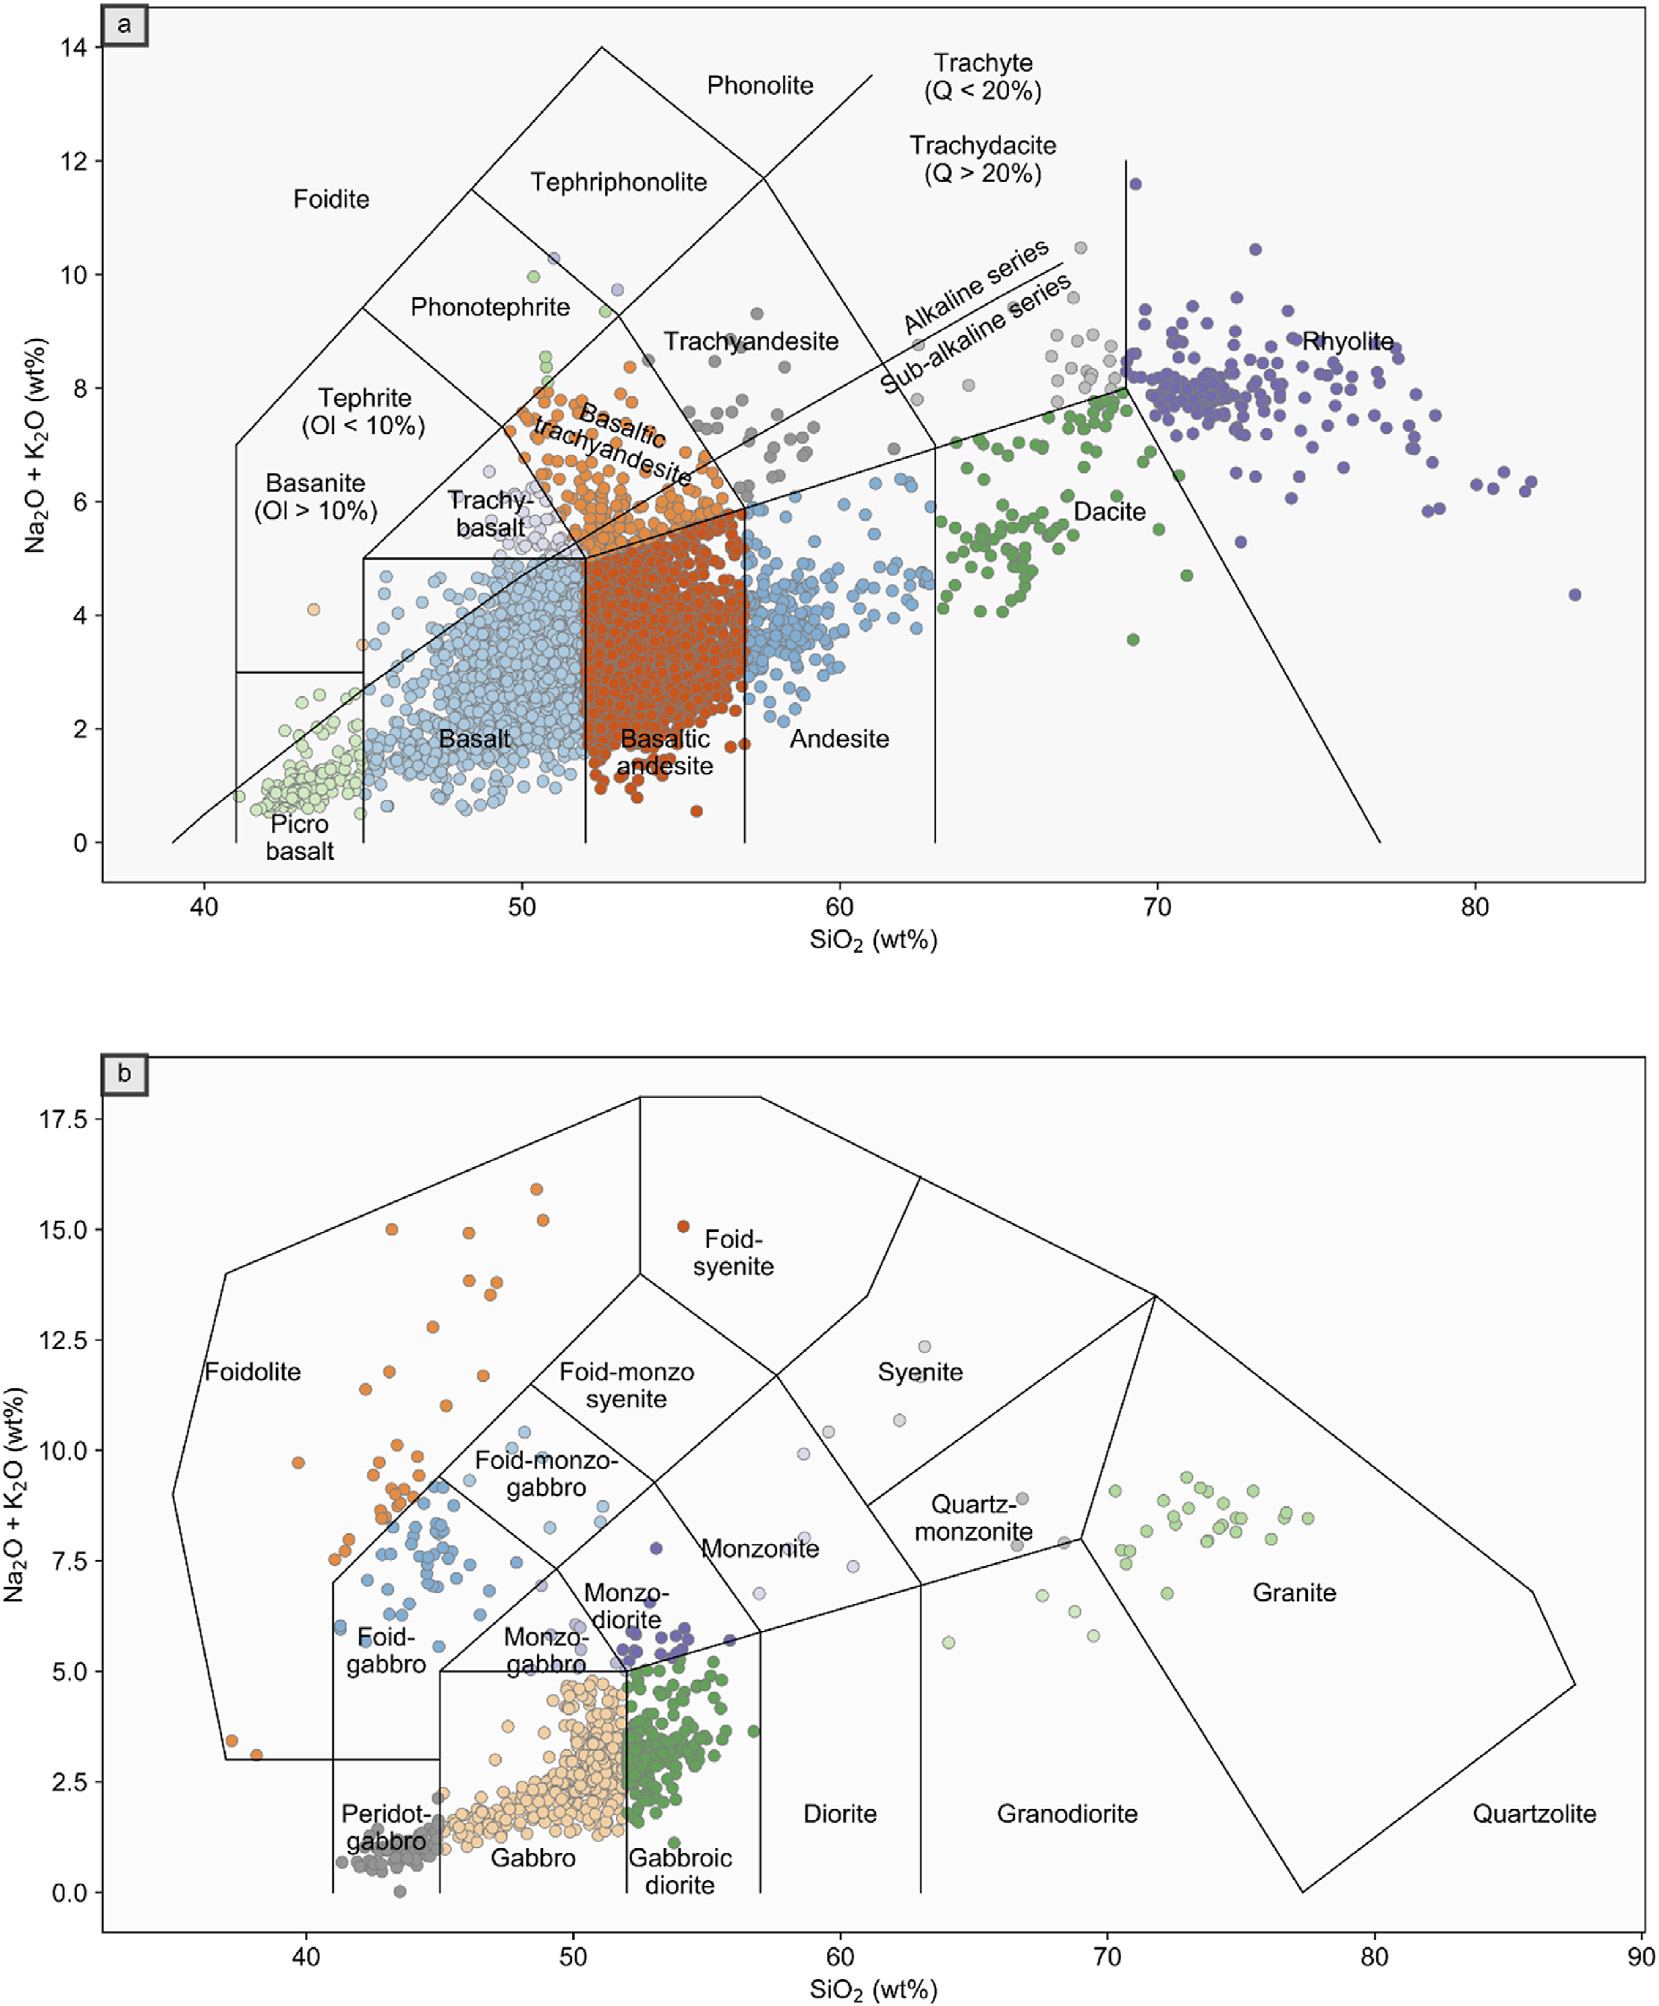 a
14
12
10
8
6
4
2
0
Na₂O + K₂O (wt%)
Phonolite
Trachyte
(Q < 20%)
Trachydacite
(Q > 20%)
Foidite
Tephriphonolite
Alkaline series
Sub-alkaline series
Phonotephrite
Trachyandesite
Rhyolite
Tephrite
(Ol < 10%)
Basaltic
trachyandesite
Basanite
(Ol > 10%)
Trachy-
basalt
Dacite
Basalt
Basaltic
andesite
Andesite
Picro
basalt
40
50
60
70
80
SiO₂ (wt%)
b
17.5
15.0
12.5
10.0
7.5
5.0
2.5
0.0
Na₂O + K₂O (wt%)
Foid-
syenite
Foidolite
Foid-monzo
syenite
Syenite
Foid-monzo-
gabbro
Quartz-
monzonite
Monzonite
Monzo-
diorite
Granite
Foid-
gabbro
Monzo-
gabbro
Peridot-
gabbro
Gabbro
Gabbroic
diorite
Diorite
Granodiorite
Quartzolite
40
50
60
70
80
90
SiO₂ (wt%)